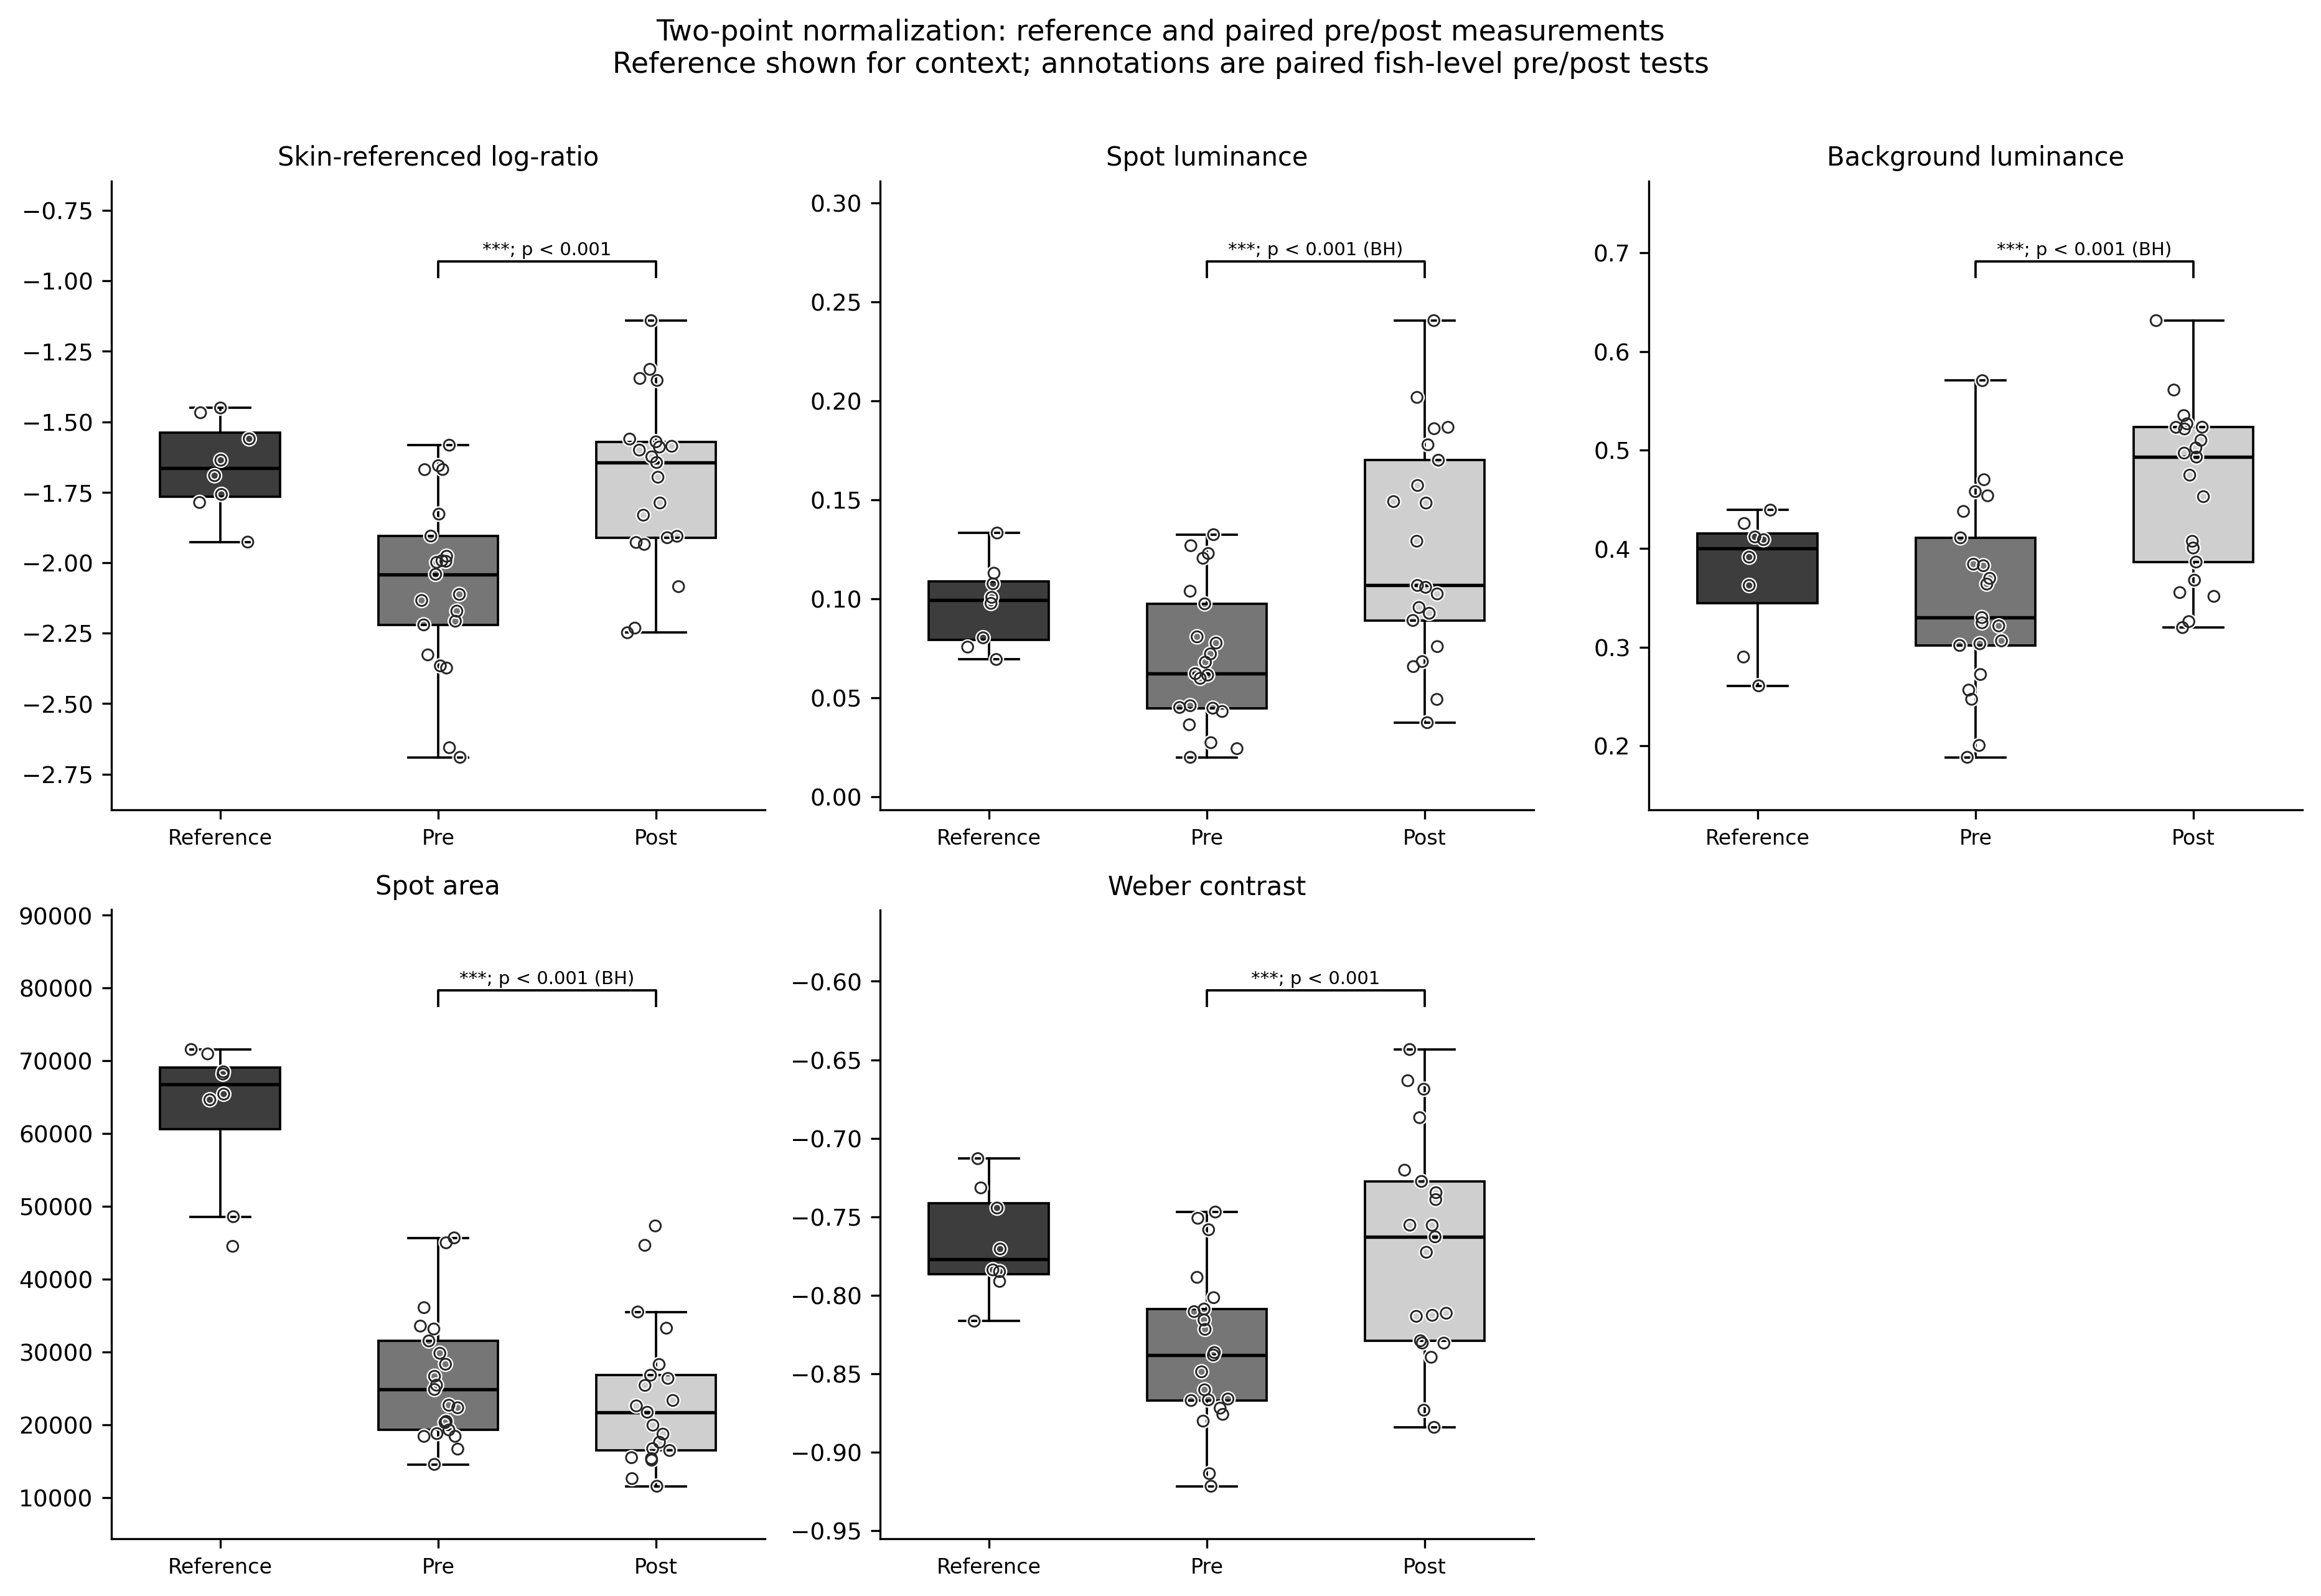 Two-point normalization: reference and paired pre/post measurements
Reference shown for context; annotations are paired fish-level pre/post tests
Skin-referenced log-ratio
−0.75
−1.00
−1.25
−1.50
−1.75
−2.00
−2.25
−2.50
−2.75
***; p < 0.001
Reference
Pre
Post
Spot luminance
0.30
0.25
0.20
0.15
0.10
0.05
0.00
***; p < 0.001 (BH)
Reference
Pre
Post
Background luminance
0.7
0.6
0.5
0.4
0.3
0.2
***; p < 0.001 (BH)
Reference
Pre
Post
Spot area
90000
80000
70000
60000
50000
40000
30000
20000
10000
***; p < 0.001 (BH)
Reference
Pre
Post
Weber contrast
−0.60
−0.65
−0.70
−0.75
−0.80
−0.85
−0.90
−0.95
***; p < 0.001
Reference
Pre
Post